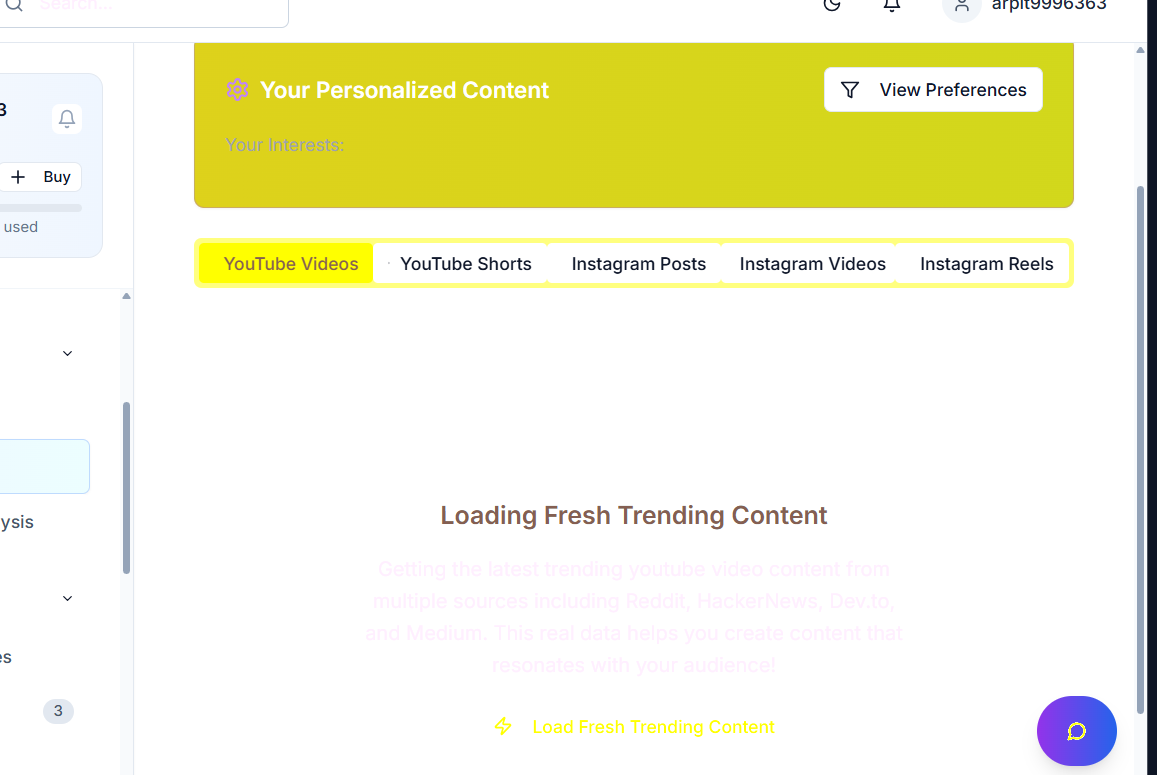 Search...
arpit9996363
3
Buy
used
ysis
es
3
Your Personalized Content
View Preferences
Your Interests:
YouTube Videos
YouTube Shorts
Instagram Posts
Instagram Videos
Instagram Reels
Loading Fresh Trending Content
Getting the latest trending youtube video content from
multiple sources including Reddit, HackerNews, Dev.to,
and Medium. This real data helps you create content that
resonates with your audience!
Load Fresh Trending Content